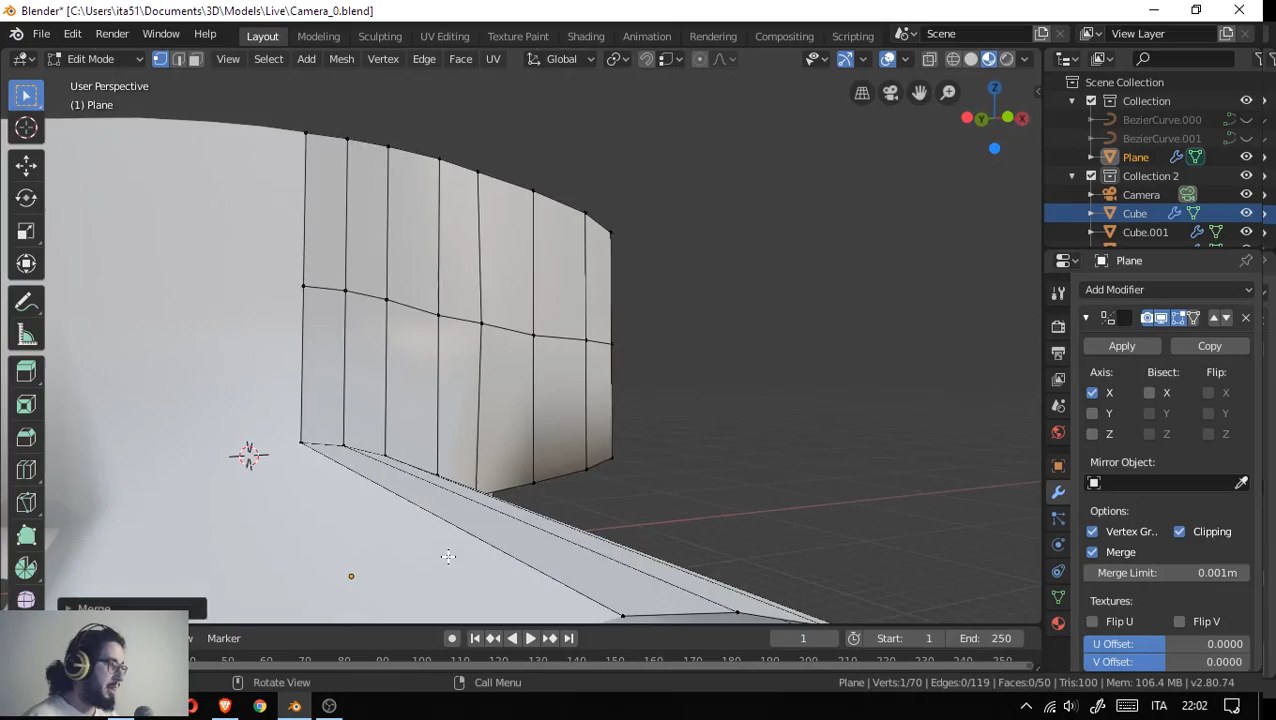 Blender* [C:\Users\ita51\Documents\3D\Models\Live\Camera_0.blend]
File Edit Render Window Help Layout Modeling Sculpting UV Editing Texture Paint Shading Animation Rendering Compositing Scripting Scene View Layer
Edit Mode View Select Add Mesh Vertex Edge Face UV Global
User Perspective
(1) Plane
Z
Y
X
Scene Collection
Collection
BezierCurve.000
BezierCurve.001
Plane
Collection 2
Camera
Cube
Cube.001
Plane
Add Modifier
Apply Copy
Axis: Bisect: Flip:
X X X
Y Y Y
Z Z Z
Mirror Object:
Options:
Vertex Gr.. Clipping
Merge
Merge Limit: 0.001m
Textures:
Flip U Flip V
U Offset: 0.0000
V Offset: 0.0000
Merge
Marker 1 Start: 1 End: 250
50 60 70 80 90 100 110 120 130 140 150 160 170 180 190 200 210 220 230 240 250
Rotate View Call Menu Plane | Verts:1/70 | Edges:0/119 | Faces:0/50 | Tris:100 | Mem: 106.4 MB | v2.80.74
ITA 22:02